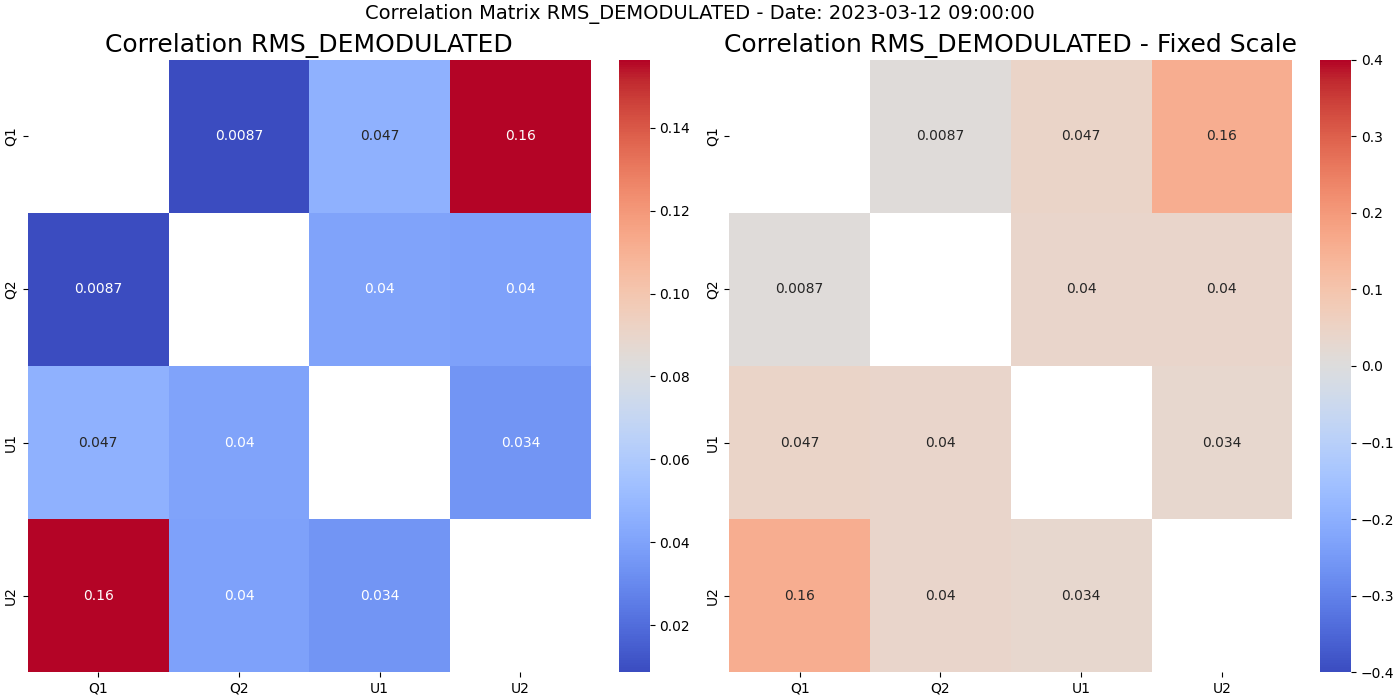 Correlation Matrix RMS_DEMODULATED - Date: 2023-03-12 09:00:00
Correlation RMS_DEMODULATED
Q1 0.0087 0.047 0.16
Q2 0.0087 0.04 0.04
U1 0.047 0.04 0.034
U2 0.16 0.04 0.034
Q1 Q2 U1 U2
0.14
0.12
0.10
0.08
0.06
0.04
0.02
Correlation RMS_DEMODULATED - Fixed Scale
Q1 0.0087 0.047 0.16
Q2 0.0087 0.04 0.04
U1 0.047 0.04 0.034
U2 0.16 0.04 0.034
Q1 Q2 U1 U2
0.4
0.3
0.2
0.1
0.0
−0.1
−0.2
−0.3
−0.4